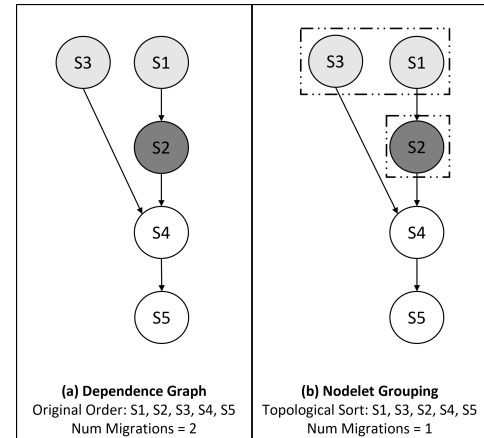 S3
S1
S2
S4
S5
(a) Dependence Graph
Original Order: S1, S2, S3, S4, S5
Num Migrations = 2
S3
S1
S2
S4
S5
(b) Nodelet Grouping
Topological Sort: S1, S3, S2, S4, S5
Num Migrations = 1